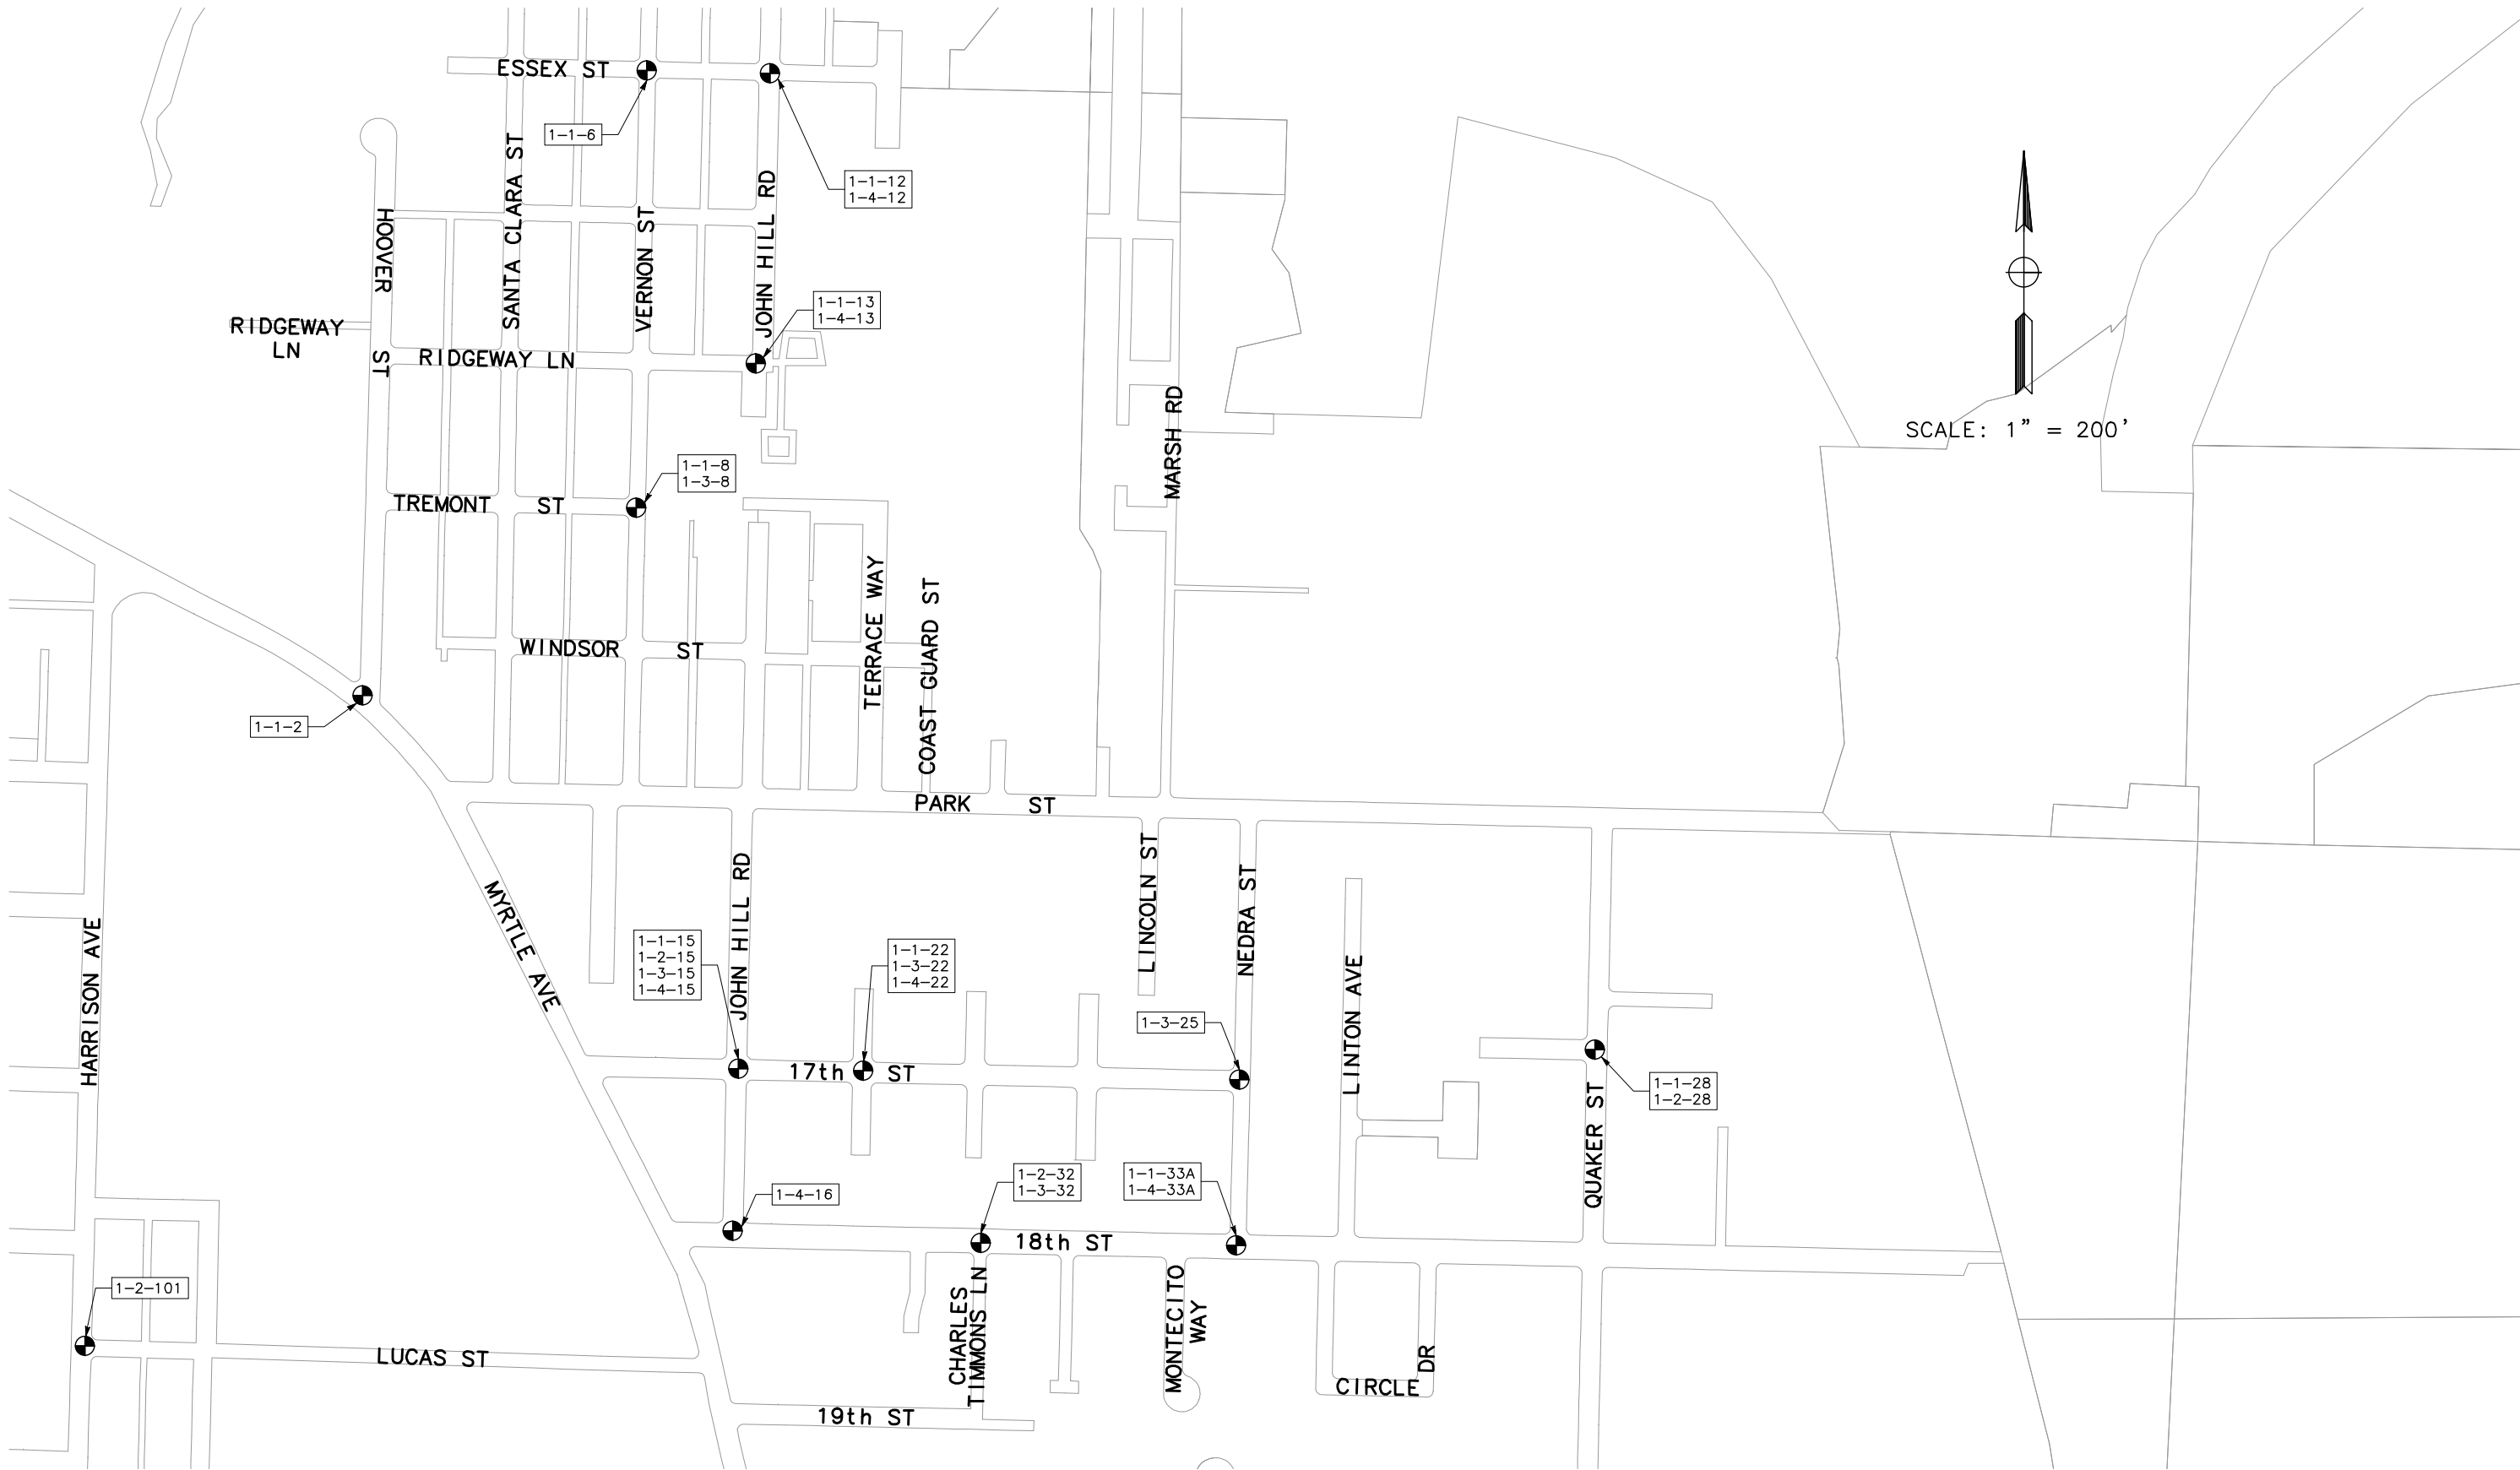 ESSEX ST
1-1-6
1-1-12
1-4-12
SANTA CLARA ST
VERNON ST
JOHN HILL RD
HOOVER ST
1-1-13
1-4-13
RIDGEWAY
LN
RIDGEWAY LN
MARSH RD
SCALE: 1" = 200'
1-1-8
1-3-8
TREMONT ST
TERRACE WAY
COAST GUARD ST
WINDSOR ST
1-1-2
PARK ST
LINCOLN ST
NEDRA ST
JOHN HILL RD
MYRTLE AVE
HARRISON AVE
1-1-15
1-2-15
1-3-15
1-4-15
1-1-22
1-3-22
1-4-22
LINTON AVE
1-3-25
17th ST
1-1-28
1-2-28
QUAKER ST
1-4-16
1-2-32
1-3-32
1-1-33A
1-4-33A
18th ST
1-2-101
CHARLES
TIMMONS LN
MONTECITO
WAY
LUCAS ST
CIRCLE DR
19th ST